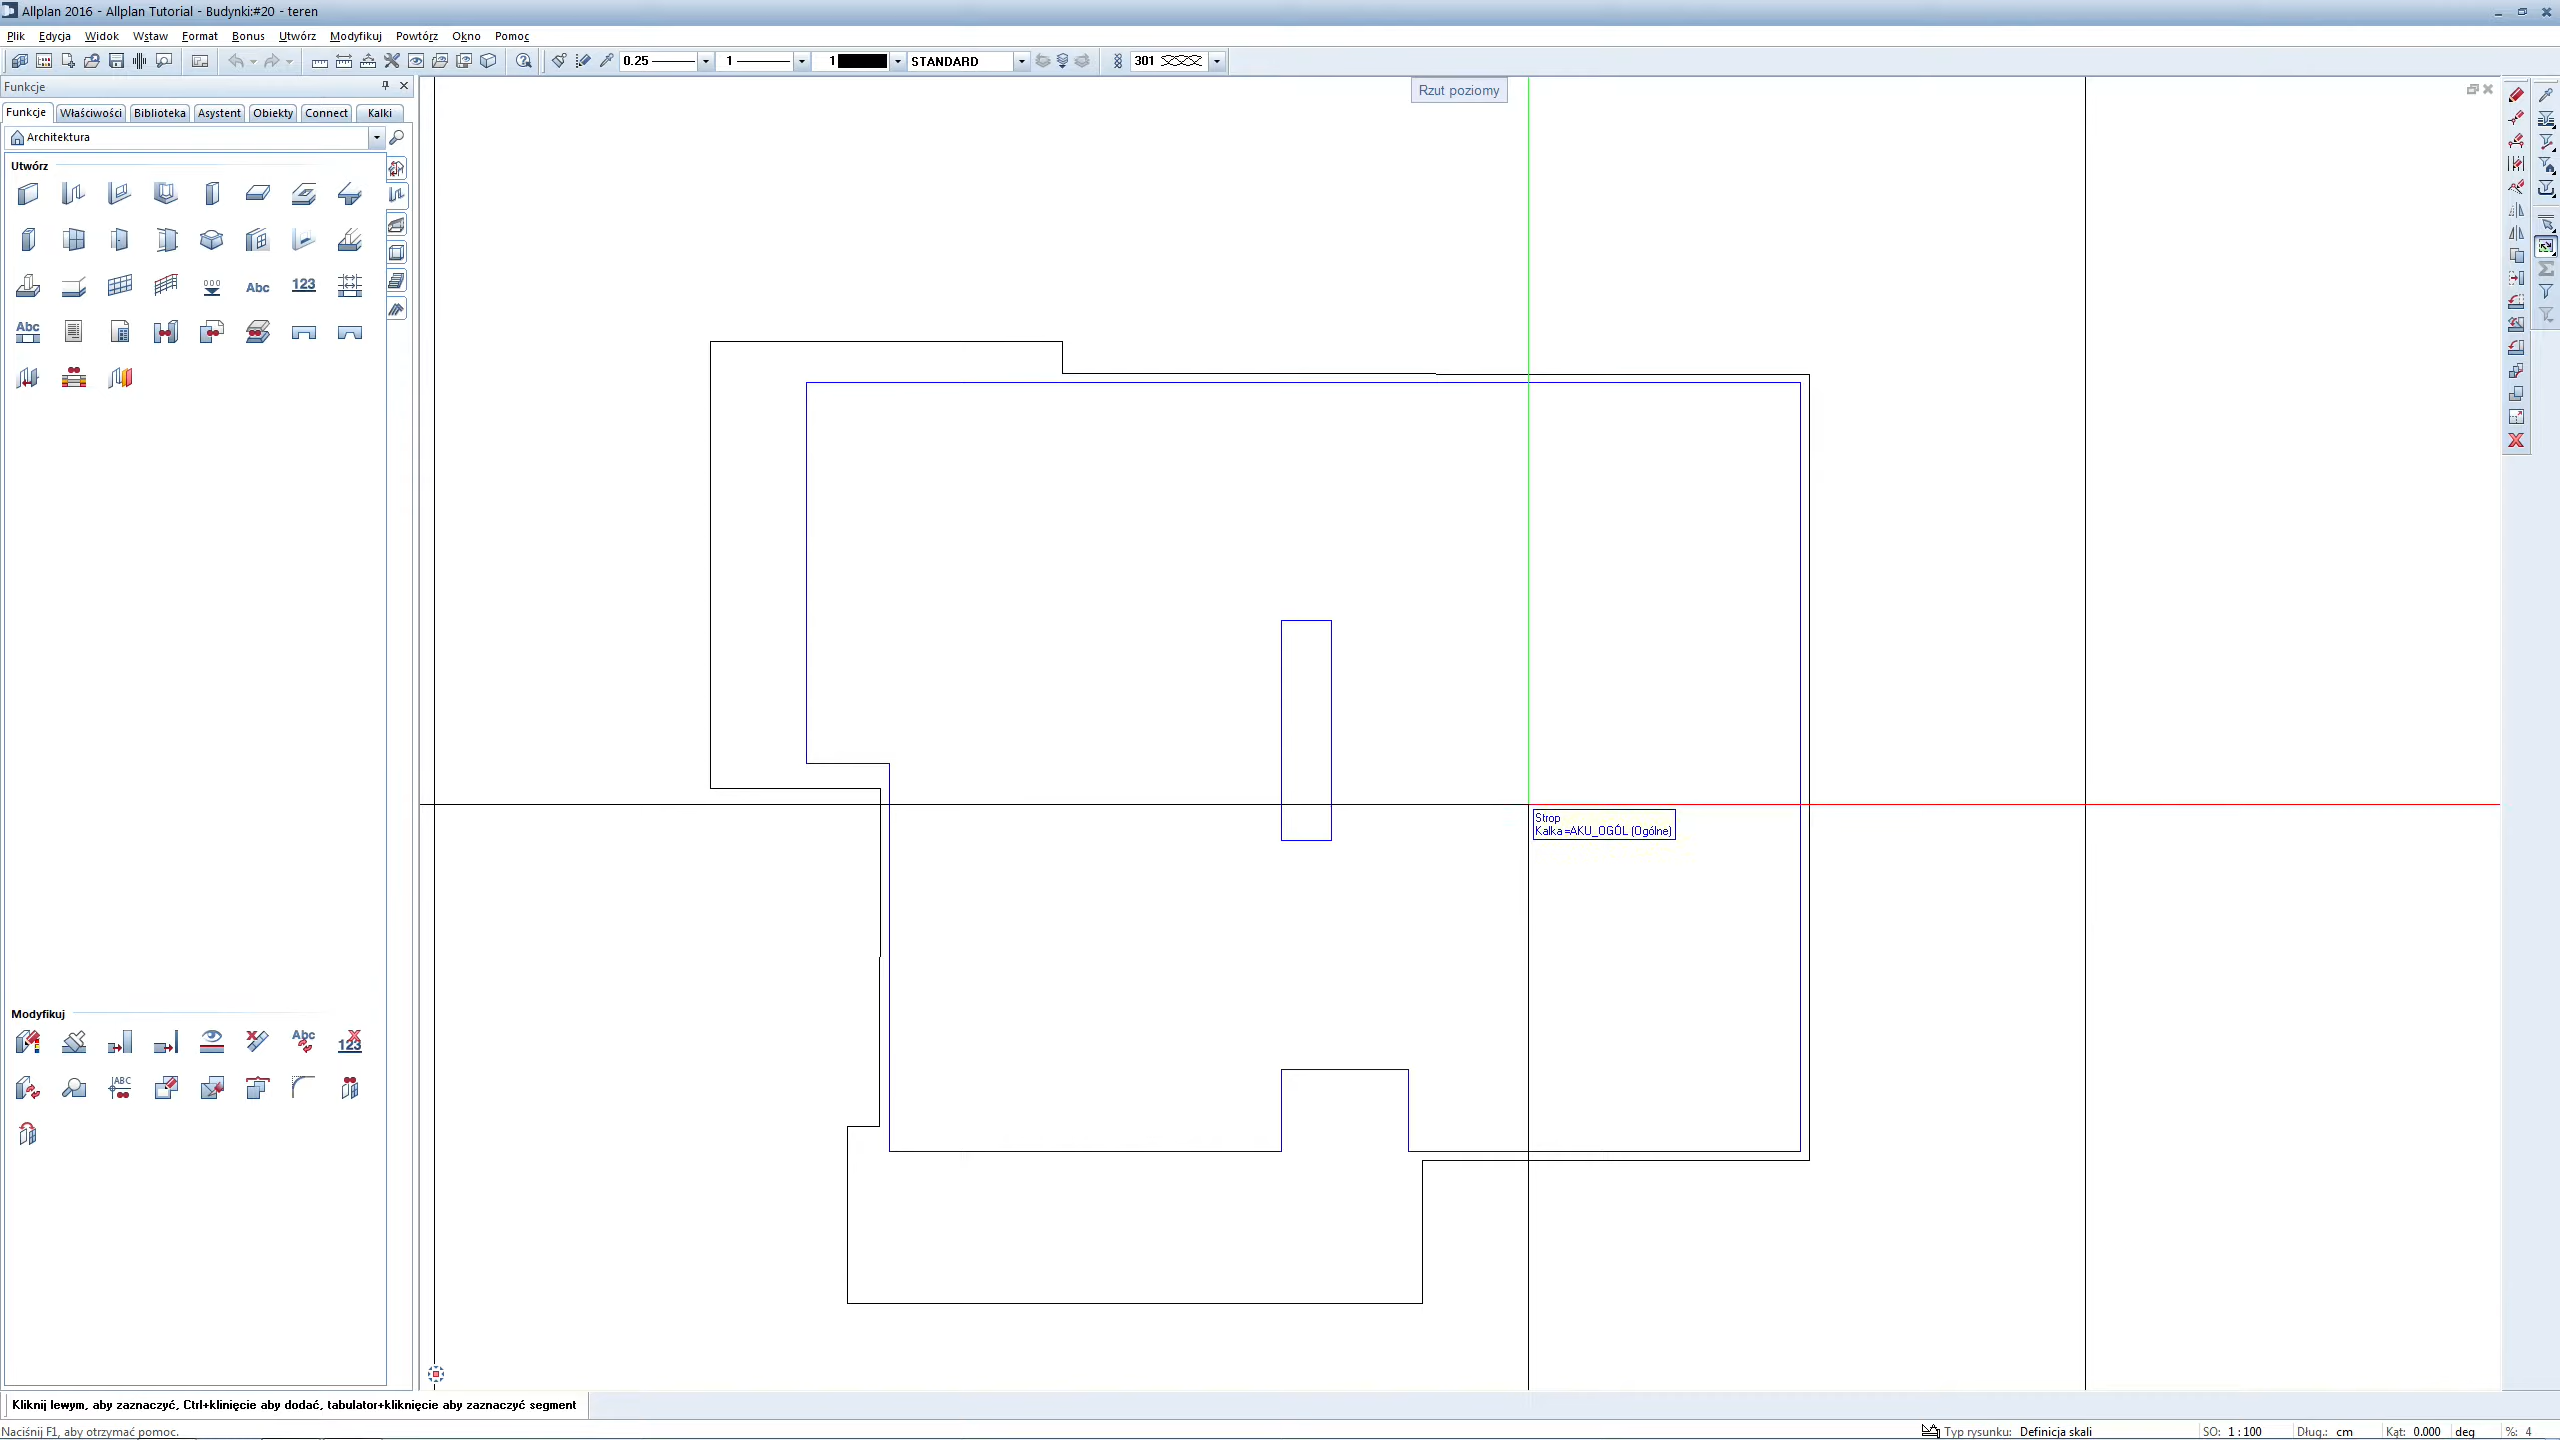 Allplan 2016 - Allplan Tutorial - Budynki:#20 - teren
Plik Edycja Widok Wstaw Format Bonus Utwórz Modyfikuj Powtórz Okno Pomoc
0.25 1 1 STANDARD 301
Funkcje
Rzut poziomy
Funkcje Właściwości Biblioteka Asystent Obiekty Connect Kalki
Architektura
Utwórz
000
Abc
123
Abc
Strop
Kalka =AKU_OGÓL (Ogólne)
Modyfikuj
Abc
123
ABC
Kliknij lewym, aby zaznaczyć, Ctrl+klinięcie aby dodać, tabulator+kliknięcie aby zaznaczyć segment
Naciśnij F1, aby otrzymać pomoc.
Typ rysunku: Definicja skali SO: 1 : 100 Dług.: cm Kąt: 0.000 deg %: 4